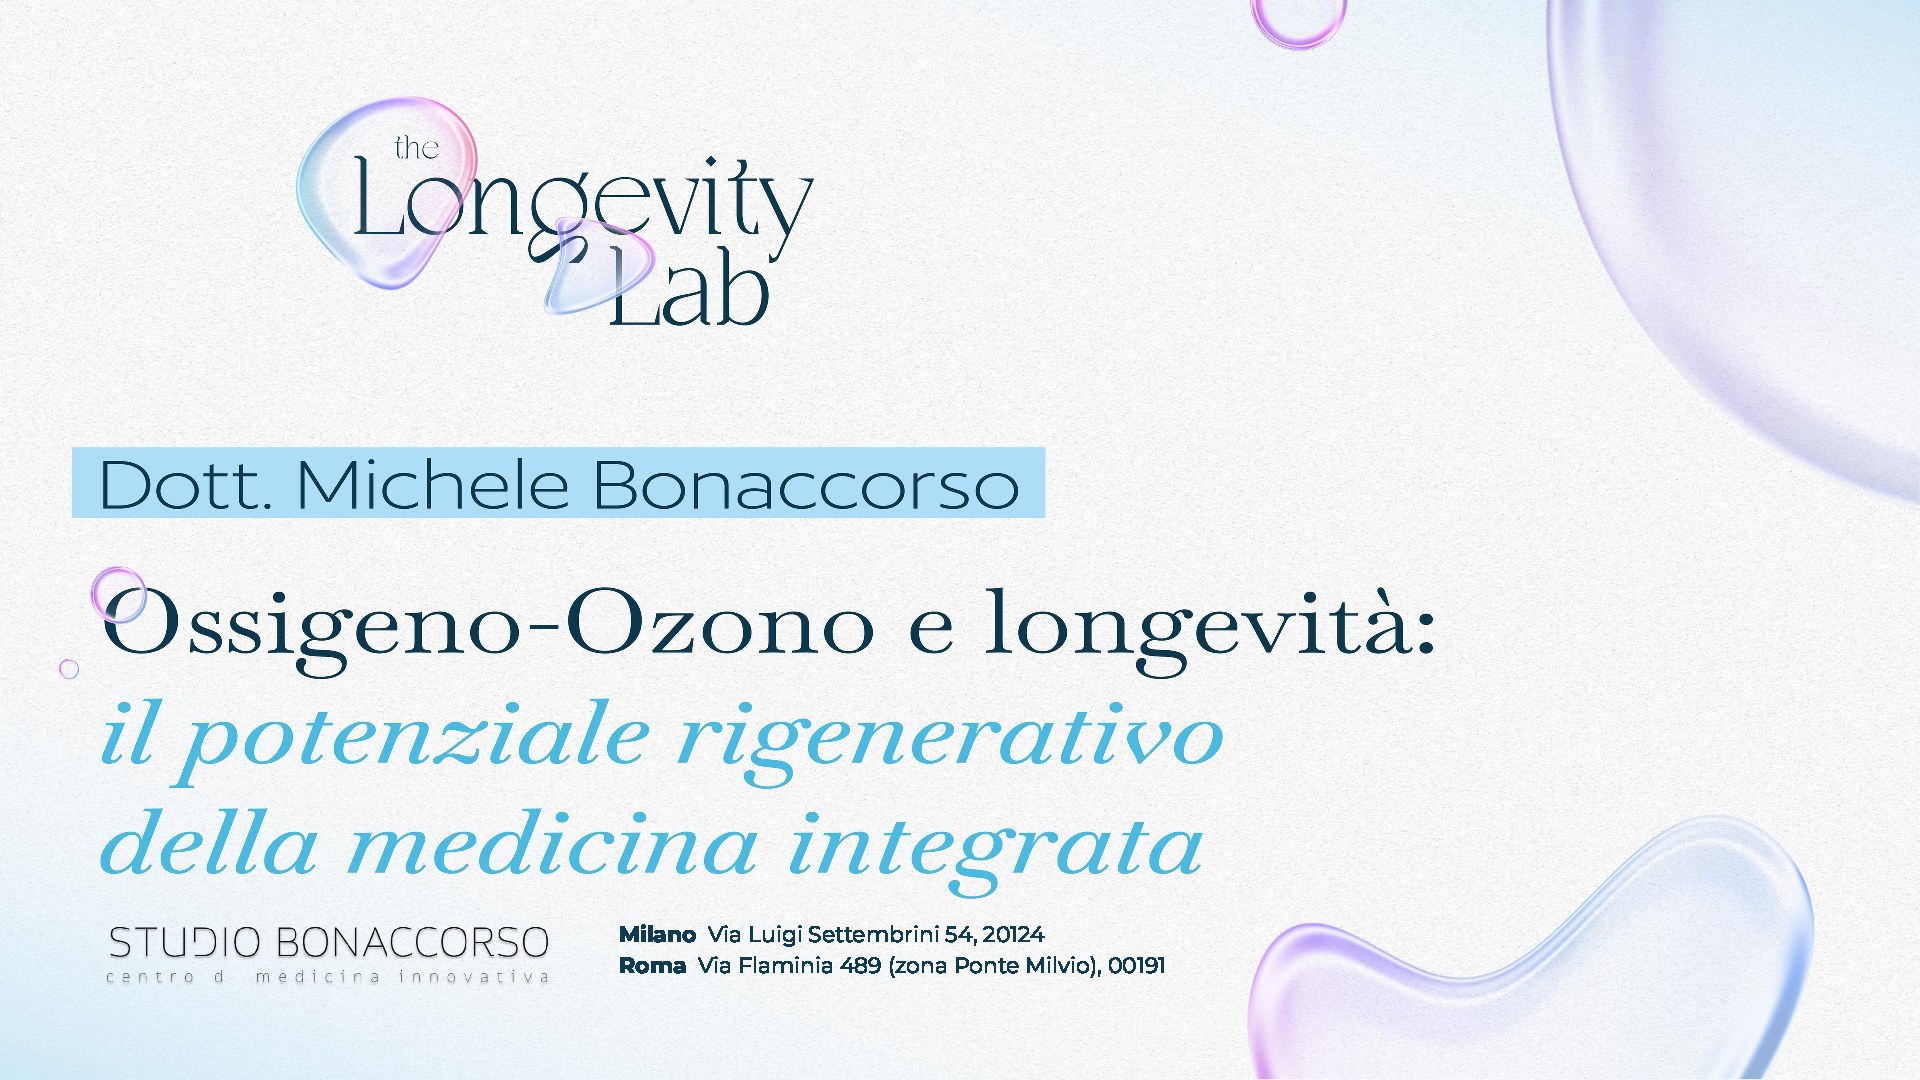 the
Longevity
Lab
Dott. Michele Bonaccorso
Ossigeno-Ozono e longevità:
il potenziale rigenerativo
della medicina integrata
STUDIO BONACCORSO
centro d medicina innovativa
Milano Via Luigi Settembrini 54, 20124
Roma Via Flaminia 489 (zona Ponte Milvio), 00191